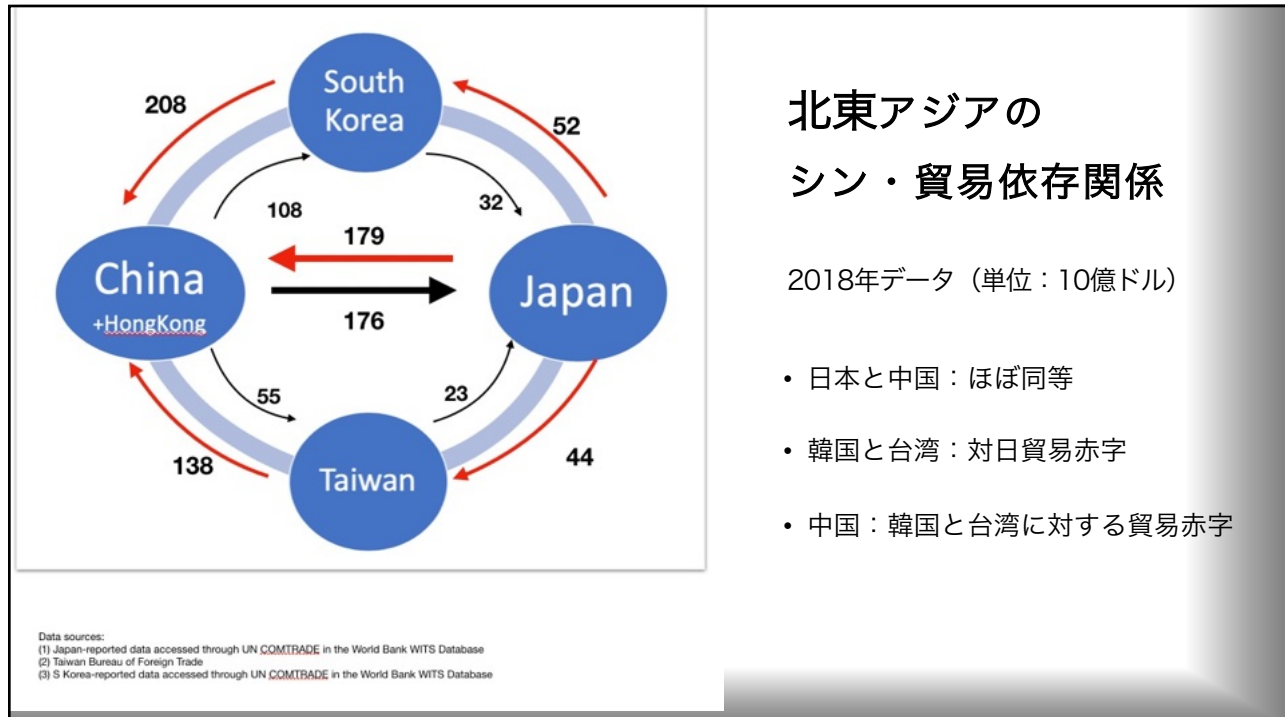 South
Korea
208
52
108
32
179
China
+HongKong
Japan
176
55
23
138
Taiwan
44
北東アジアの
シン・貿易依存関係
2018年データ（単位：10億ドル）
• 日本と中国：ほぼ同等
• 韓国と台湾：対日貿易赤字
• 中国：韓国と台湾に対する貿易赤字
Data sources:
(1) Japan-reported data accessed through UN COMTRADE in the World Bank WITS Database
(2) Taiwan Bureau of Foreign Trade
(3) S Korea-reported data accessed through UN COMTRADE in the World Bank WITS Database